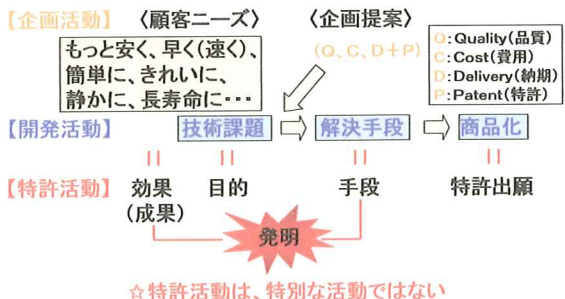 【企画活動】 〈顧客ニーズ〉 〈企画提案〉
もっと安く、早く(速く)、
簡単に、きれいに、
静かに、長寿命に・・・
(Q、C、D+P)
Q:Quality(品質)
C:Cost(費用)
D:Delivery(納期)
P:Patent(特許)
【開発活動】 技術課題 解決手段 商品化
【特許活動】 効果 目的 手段 特許出願
(成果)
発明
☆特許活動は、特別な活動ではない